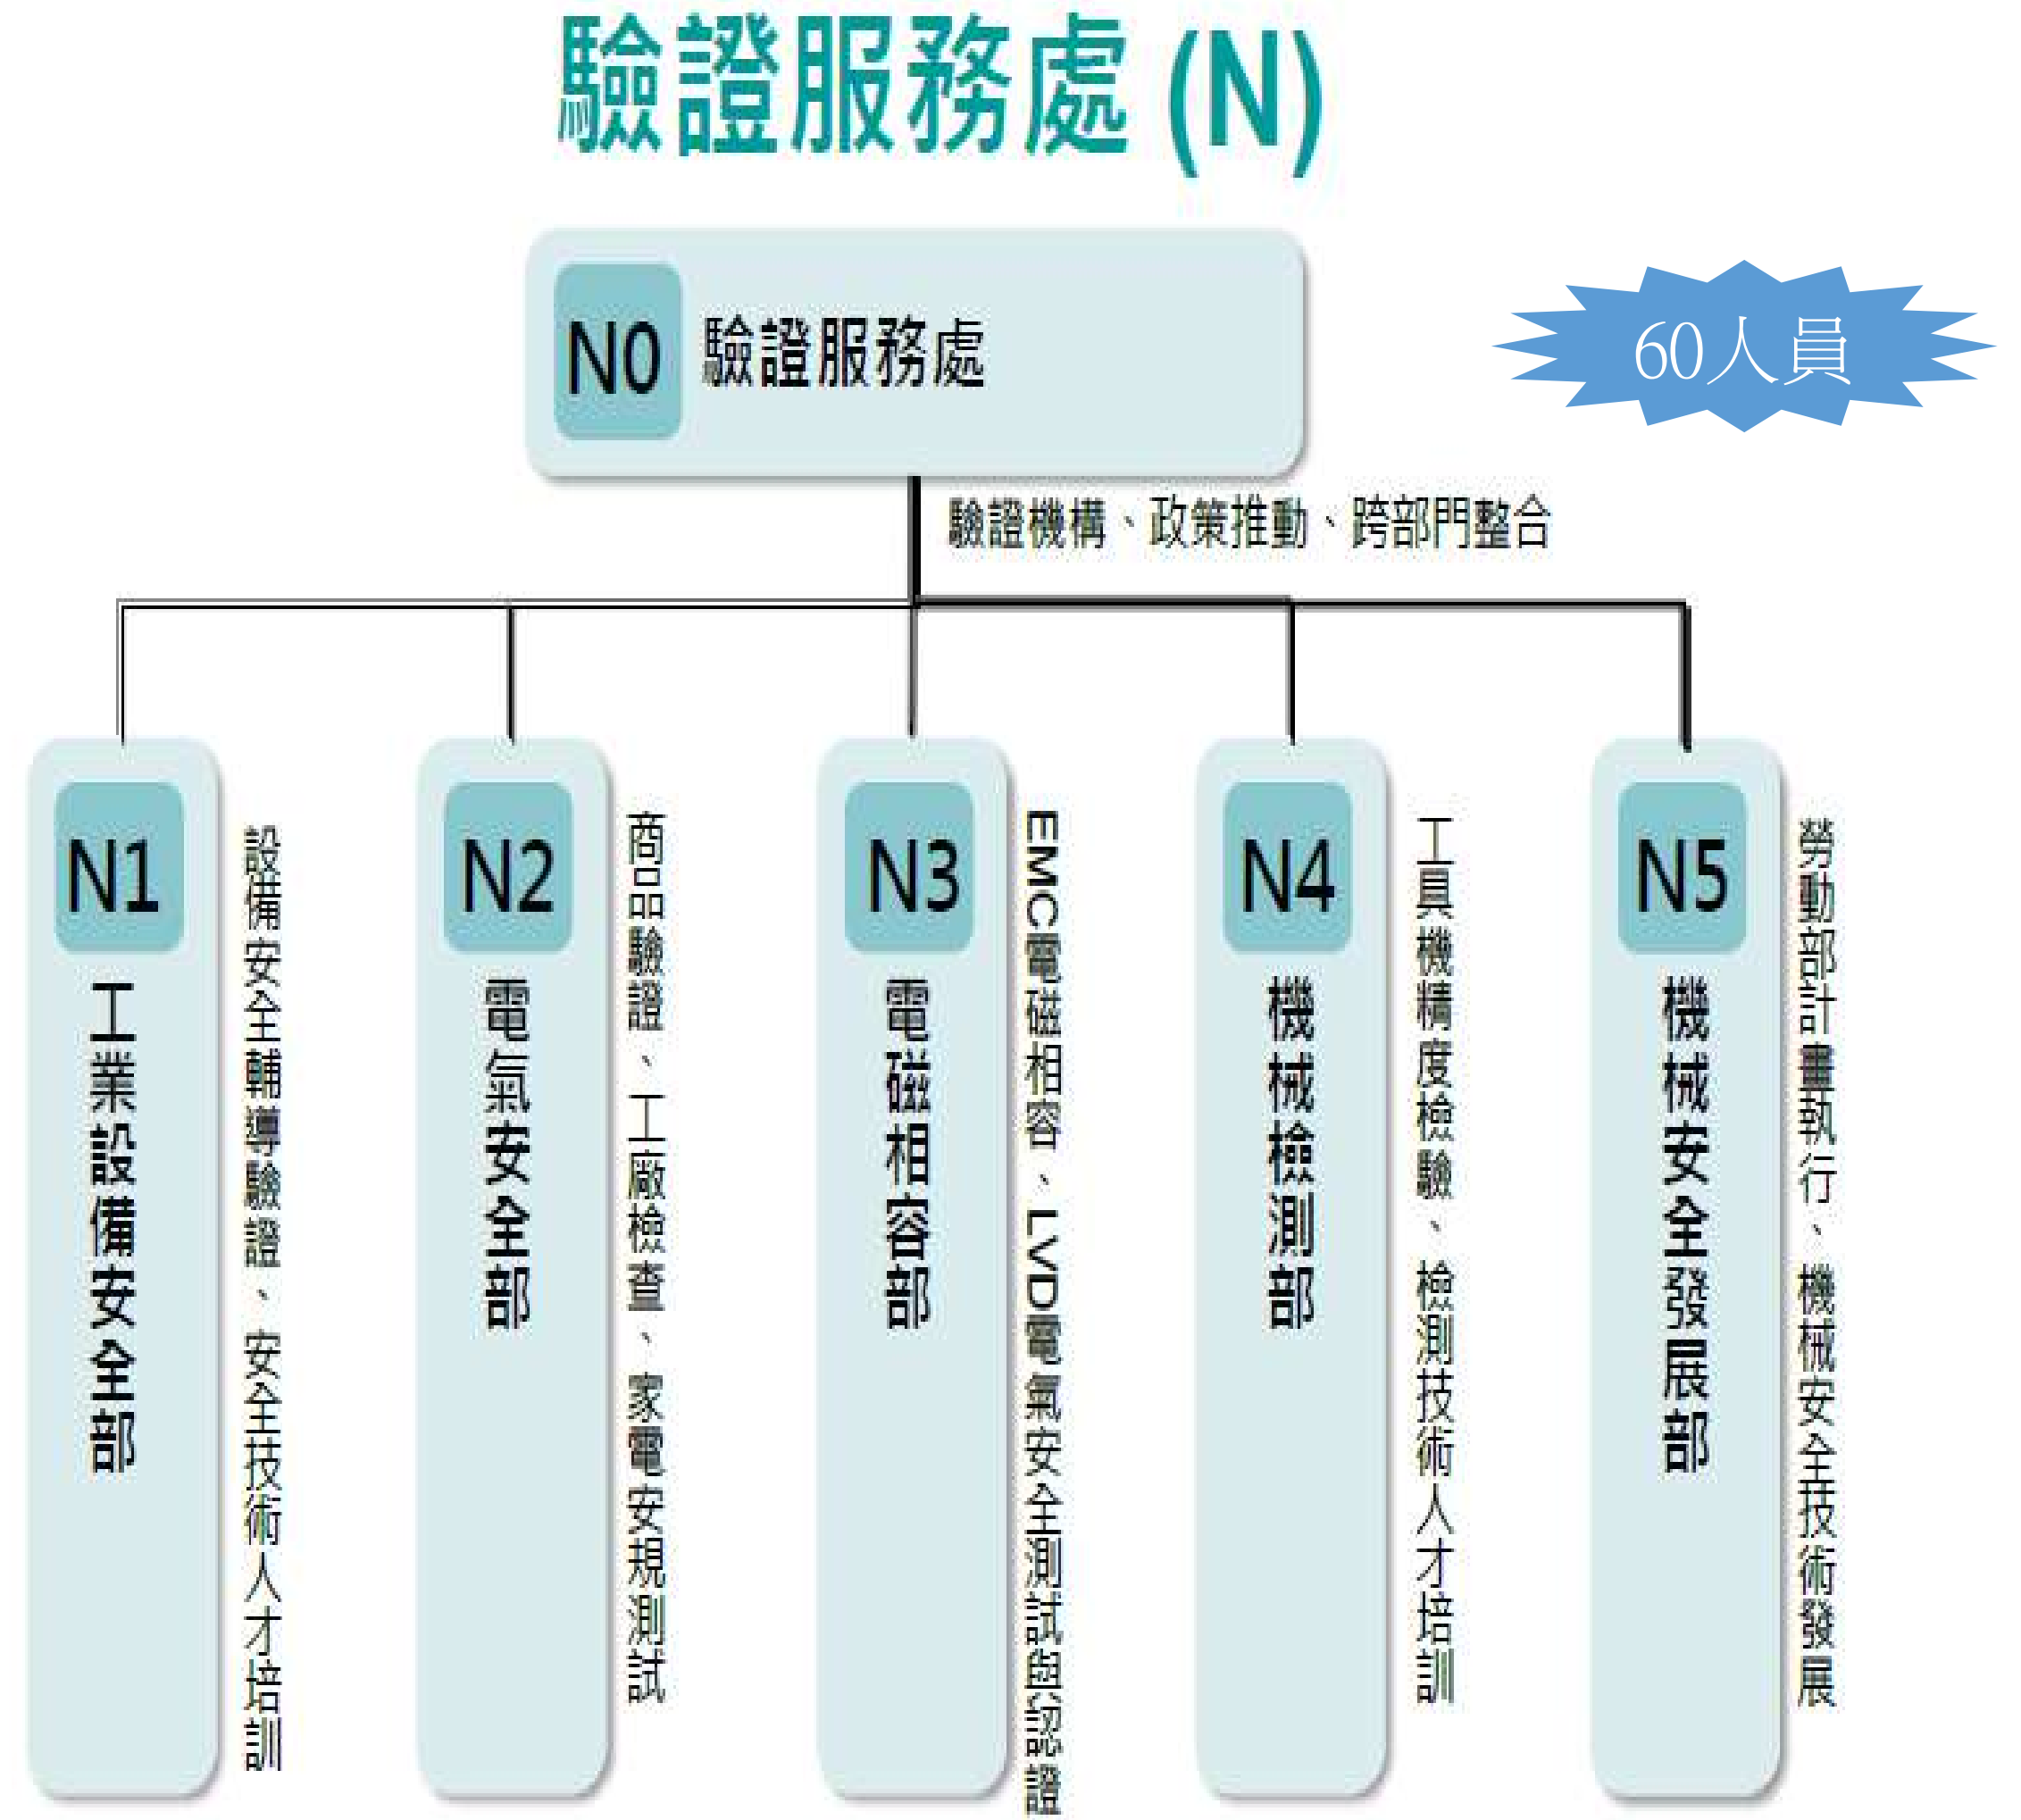 驗證服務處 (N)
N0 驗證服務處
60人員
驗證機構、政策推動、跨部門整合
N1
工業設備安全部
設備安全輔導驗證、安全技術人才培訓
N2
電氣安全部
商品驗證、工廠檢查、家電安規測試
N3
電磁相容部
EMC電磁相容、LVD電氣安全測試與認證
N4
機械檢測部
工具機精度檢驗、檢測技術人才培訓
N5
機械安全發展部
勞動部計畫執行、機械安全技術發展